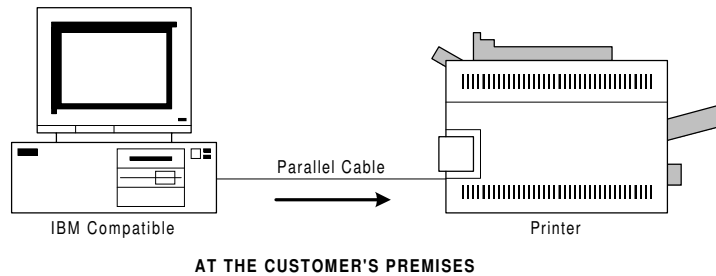 Parallel Cable
IBM Compatible
Printer
AT THE CUSTOMER'S PREMISES